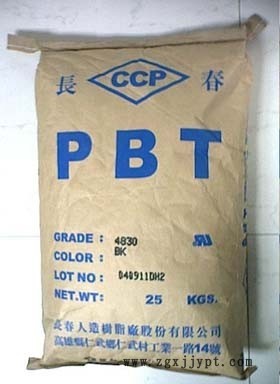 長 CCP 春
PBT
GRADE: 4830
COLOR: BK
LOT NO: 040911DH2
NET.WT: 25 KGS.
長春人造樹脂廠股份有限公司
高雄縣仁武鄉仁武村工業一路14號
www.zgxjjypt.com